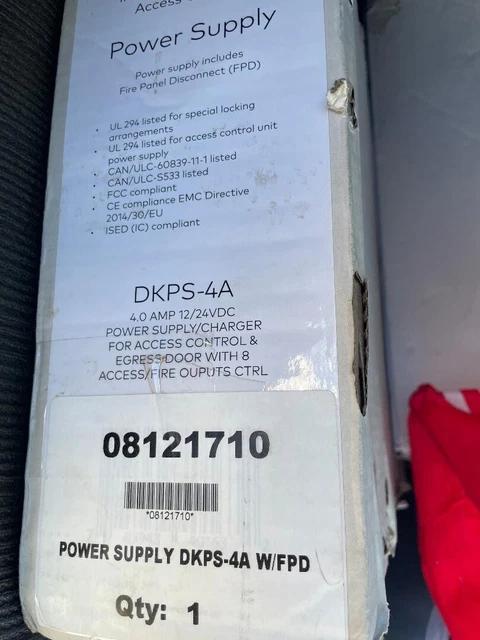 Access
Power Supply
Power supply includes
Fire Panel Disconnect (FPD)
• UL 294 listed for special locking
arrangements
• UL 294 listed for access control unit
power supply
• CAN/ULC-60839-11-1 listed
• CAN/ULC-S533 listed
• FCC compliant
• CE compliance EMC Directive
2014/30/EU
• ISED (IC) compliant
DKPS-4A
4.0 AMP 12/24VDC
POWER SUPPLY/CHARGER
FOR ACCESS CONTROL &
EGRESS DOOR WITH 8
ACCESS/FIRE OUPUTS CTRL
08121710
*08121710*
POWER SUPPLY DKPS-4A W/FPD
Qty: 1